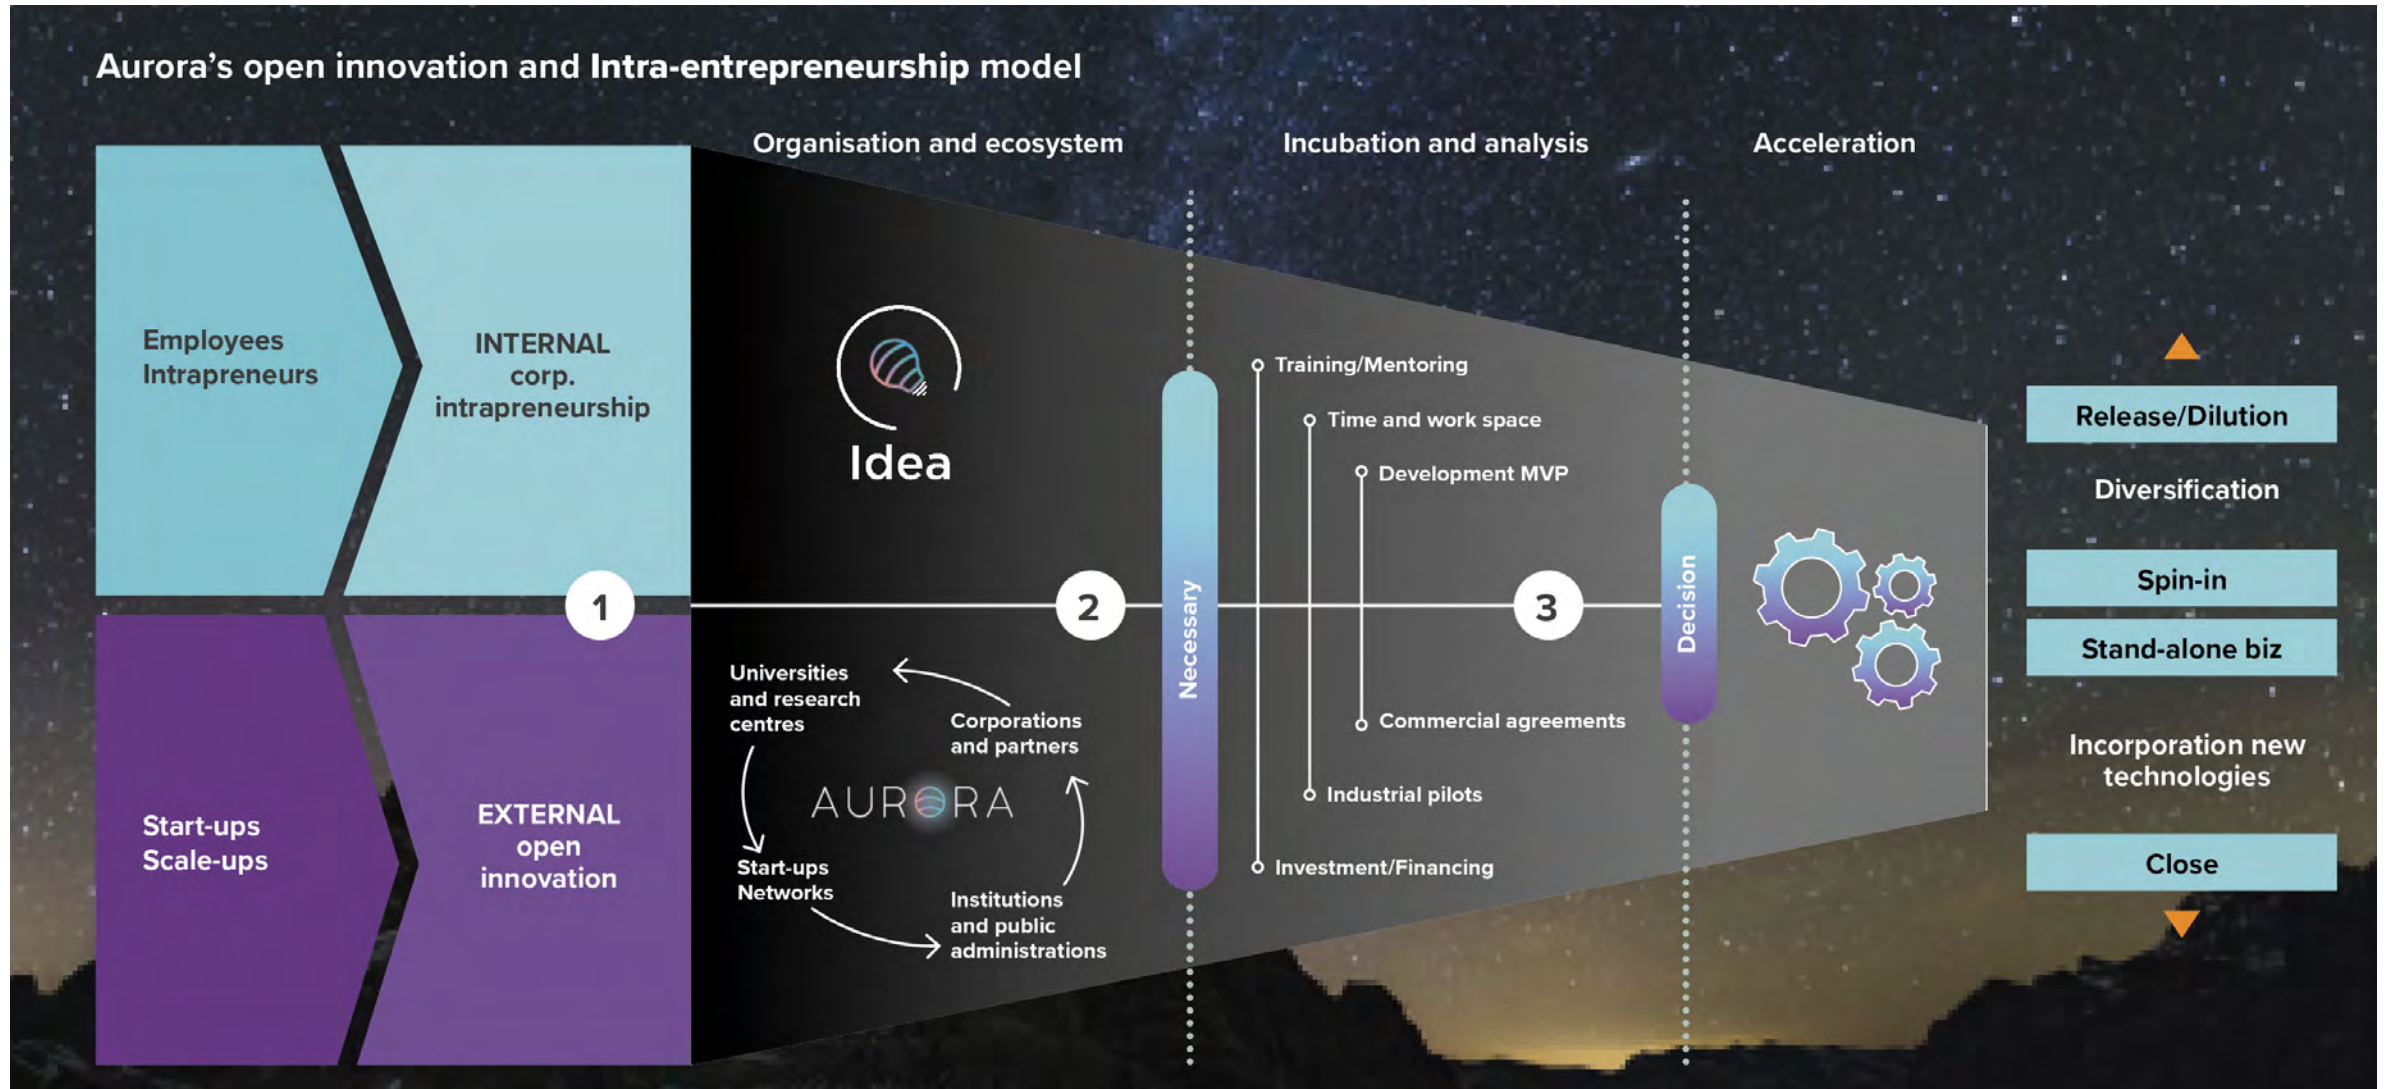 Aurora's open innovation and Intra-entrepreneurship model
Organisation and ecosystem
Incubation and analysis
Acceleration
Employees
Intrapreneurs
INTERNAL
corp.
intrapreneurship
Start-ups
Scale-ups
EXTERNAL
open
innovation
1
Idea
2
Universities
and research
centres
Corporations
and partners
AURORA
Start-ups
Networks
Institutions
and public
administrations
Necessary
Training/Mentoring
Time and work space
Development MVP
3
Commercial agreements
Industrial pilots
Investment/Financing
Decision
Release/Dilution
Diversification
Spin-in
Stand-alone biz
Incorporation new
technologies
Close